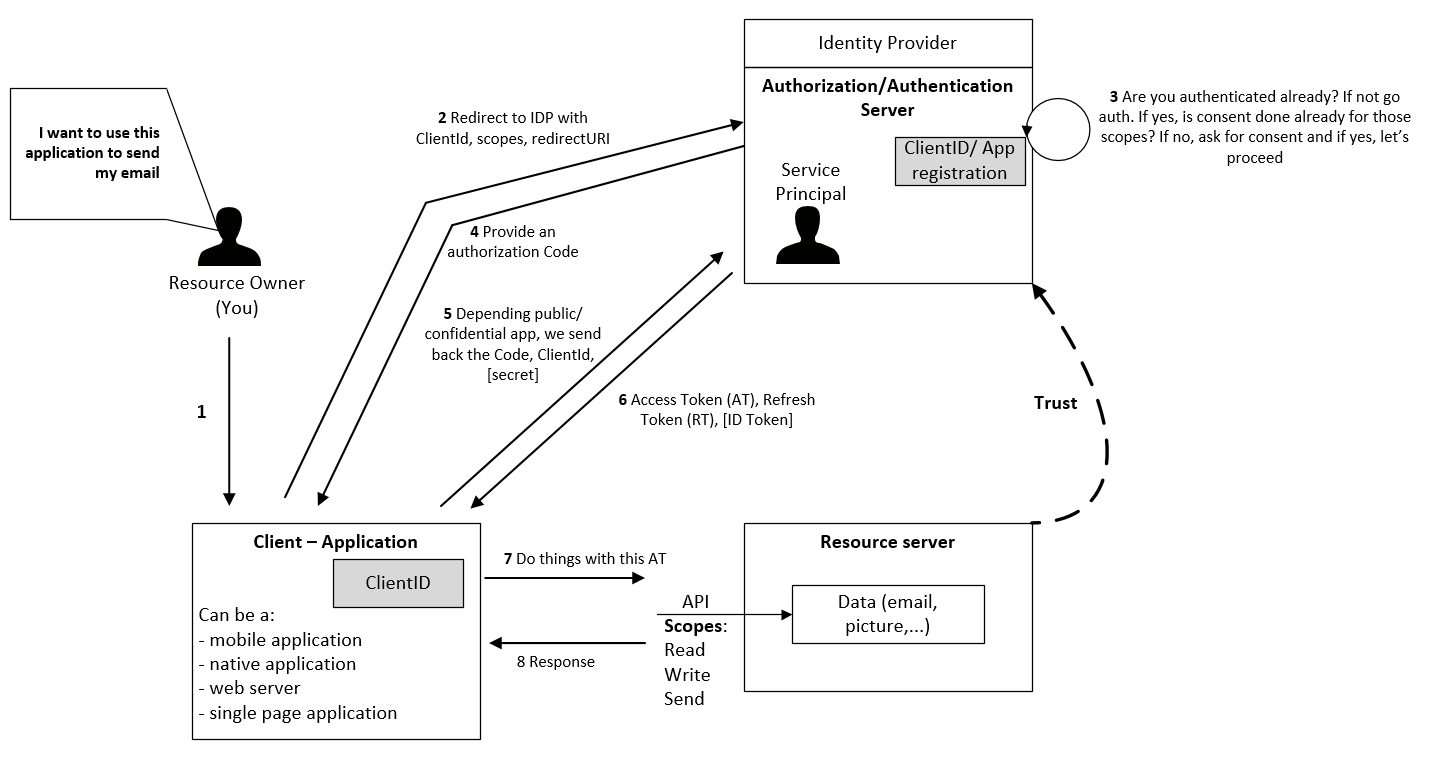 Identity Provider
Authorization/Authentication
Server
ClientID/ App
registration
Service
Principal
3 Are you authenticated already? If not go
auth. If yes, is consent done already for those
scopes? If no, ask for consent and if yes, let's
proceed
I want to use this
application to send
my email
Resource Owner
(You)
1
2 Redirect to IDP with
ClientId, scopes, redirectURI
4 Provide an
authorization Code
5 Depending public/
confidential app, we send
back the Code, ClientId,
[secret]
6 Access Token (AT), Refresh
Token (RT), [ID Token]
Trust
Client – Application
ClientID
Can be a:
- mobile application
- native application
- web server
- single page application
7 Do things with this AT
8 Response
API
Scopes:
Read
Write
Send
Resource server
Data (email,
picture,...)